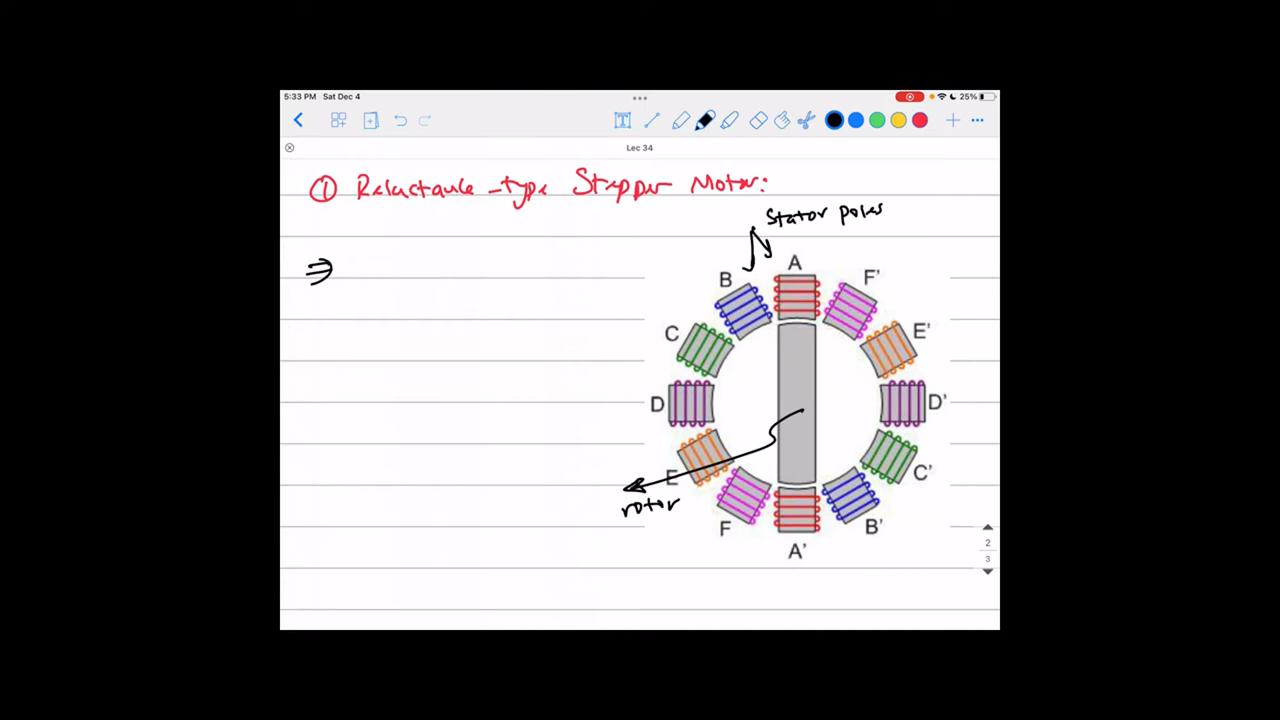 5:33 PM Sat Dec 4
25%
Lec 34
① Reluctance-type Stepper Motor:
Stator poles
A
B
F'
C
E'
D
D'
E
C'
rotor
F
B'
A'
2
3